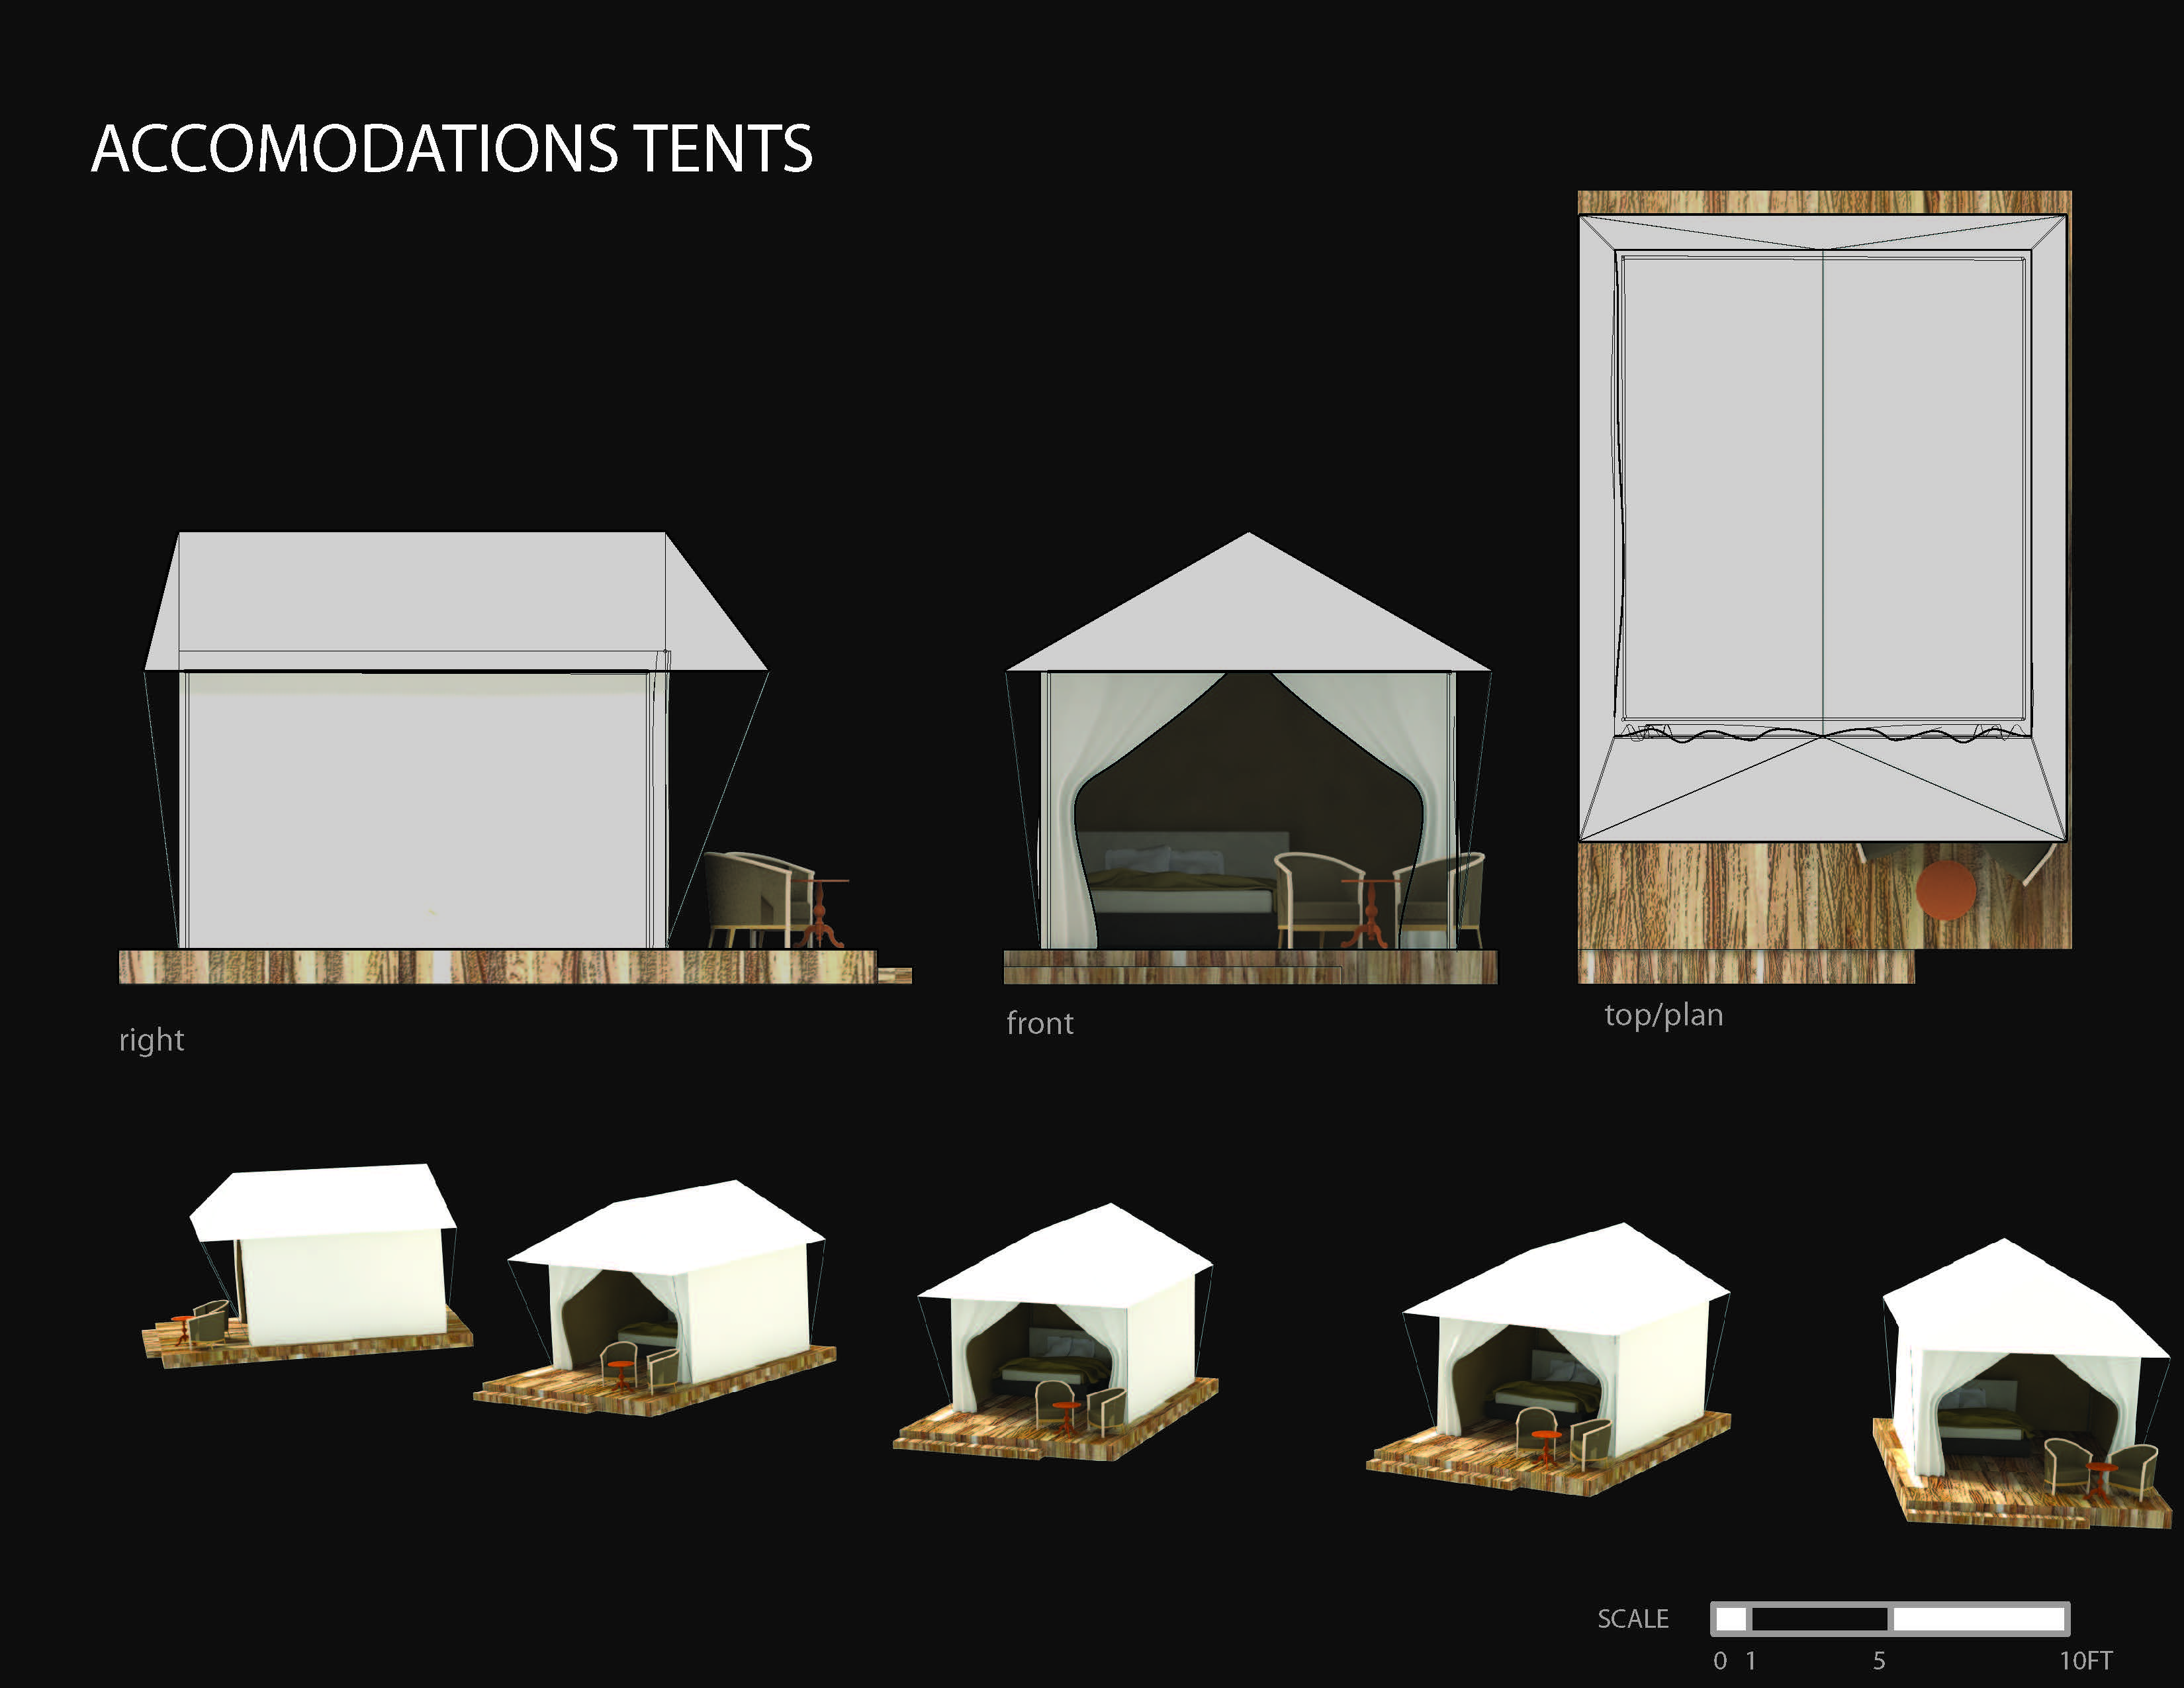 ACCOMODATIONS TENTS
right
front
top/plan
SCALE
0 1 5 10FT